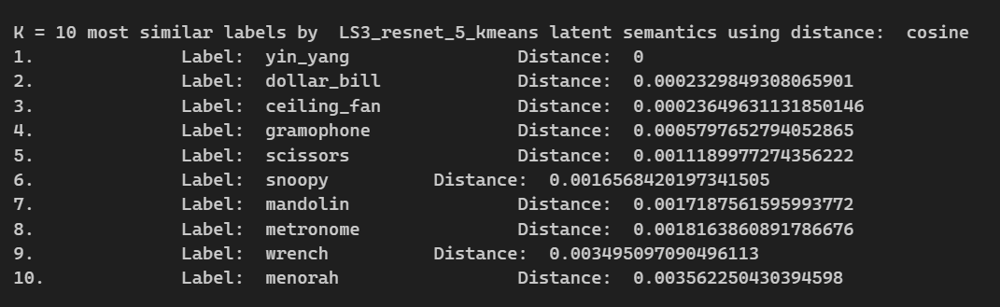 K = 10 most similar labels by  LS3_resnet_5_kmeans latent semantics using distance:  cosine
1.              Label:  yin_yang                Distance:  0
2.              Label:  dollar_bill             Distance:  0.0002329849308065901
3.              Label:  ceiling_fan             Distance:  0.00023649631131850146
4.              Label:  gramophone              Distance:  0.0005797652794052865
5.              Label:  scissors                Distance:  0.0011189977274356222
6.              Label:  snoopy          Distance:  0.0016568420197341505
7.              Label:  mandolin                Distance:  0.0017187561595993772
8.              Label:  metronome               Distance:  0.0018163860891786676
9.              Label:  wrench          Distance:  0.003495097090496113
10.             Label:  menorah                 Distance:  0.003562250430394598